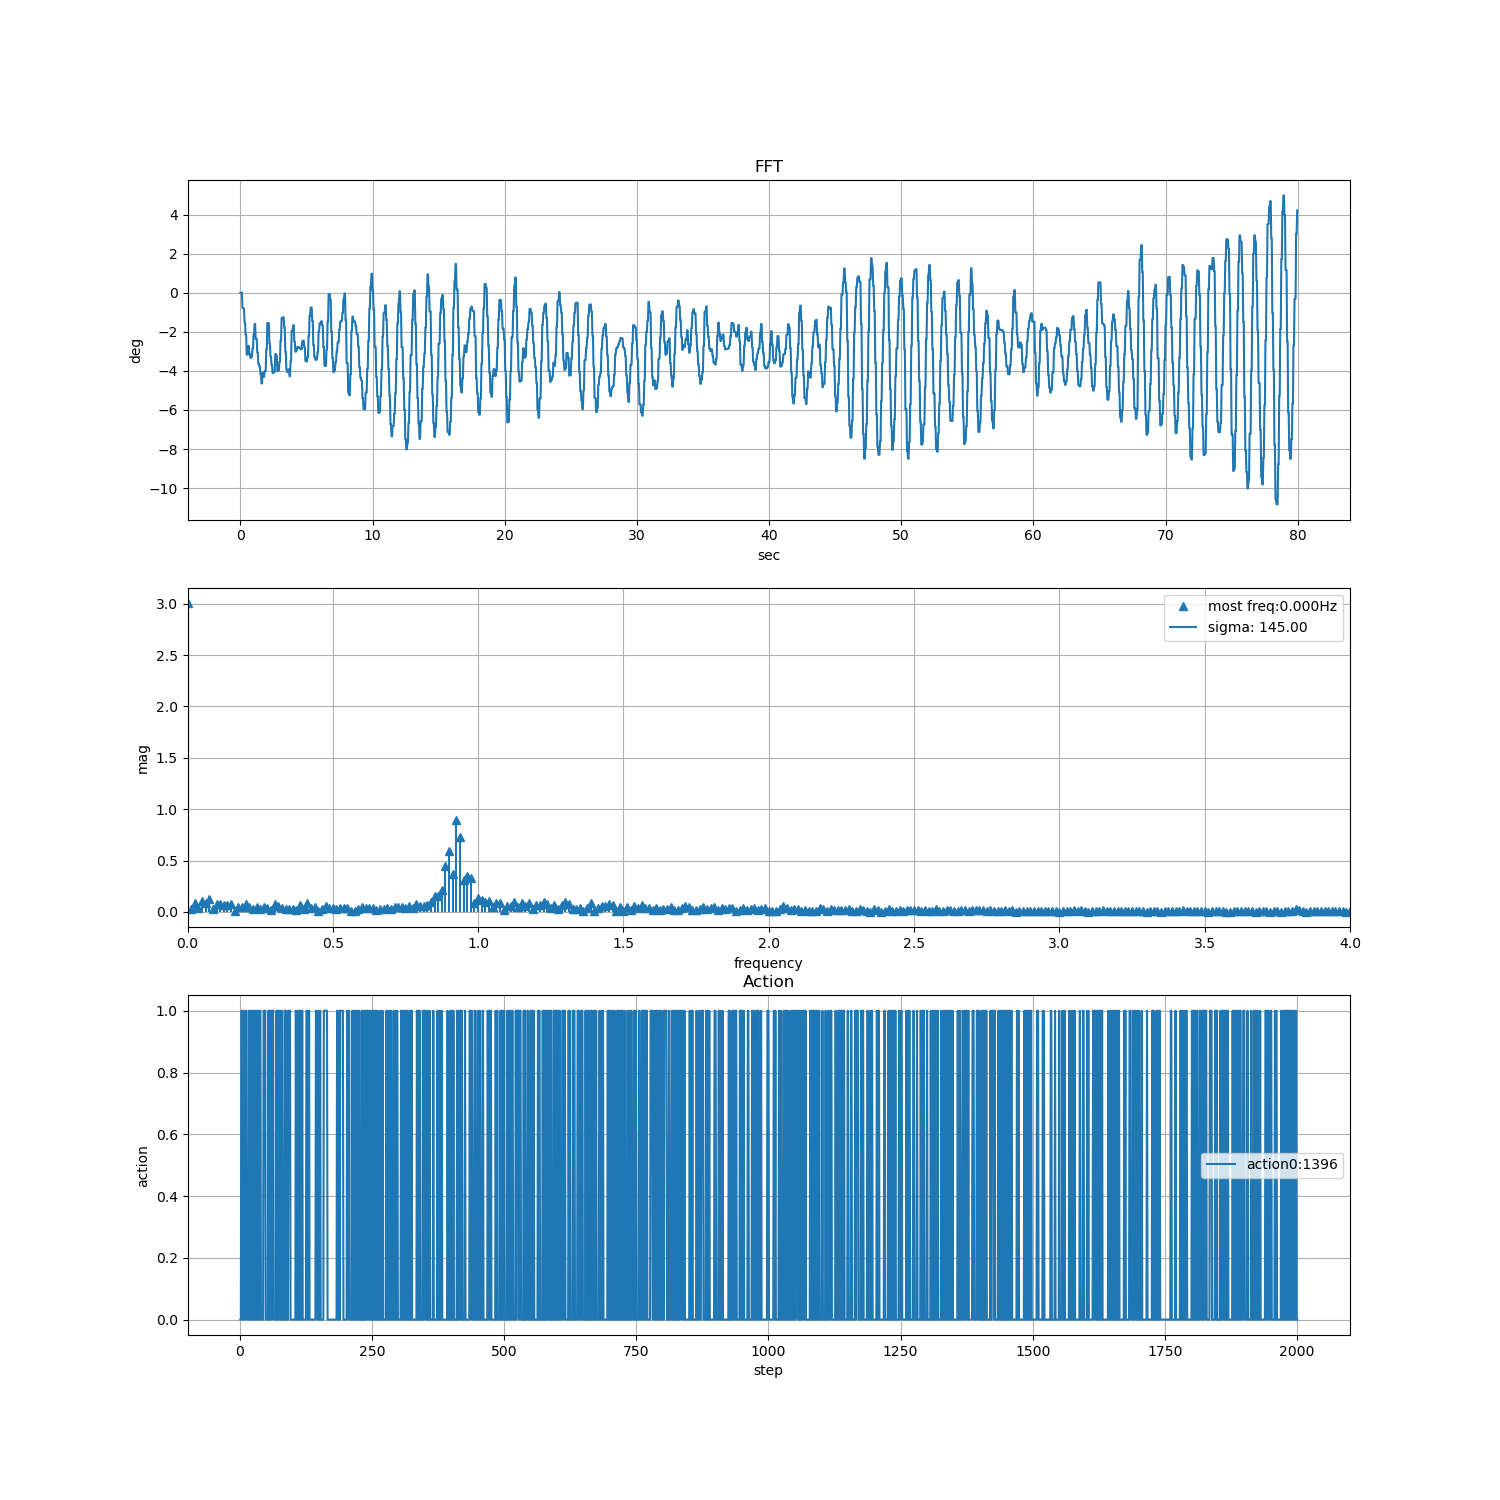 FFT
4
2
0
−2
−4
−6
−8
−10
deg
0 10 20 30 40 50 60 70 80
sec
3.0
2.5
2.0
1.5
1.0
0.5
0.0
mag
most freq:0.000Hz
sigma: 145.00
0.0 0.5 1.0 1.5 2.0 2.5 3.0 3.5 4.0
frequency
Action
1.0
0.8
0.6
0.4
0.2
0.0
action
action0:1396
0 250 500 750 1000 1250 1500 1750 2000
step